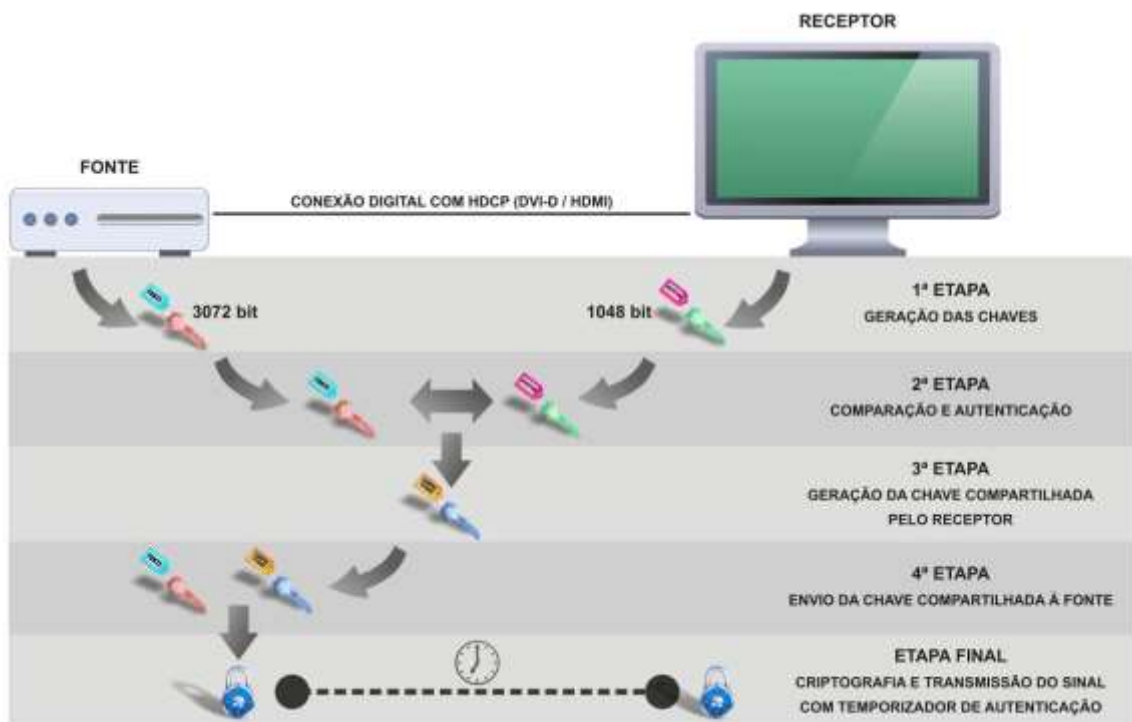 RECEPTOR
FONTE
CONEXÃO DIGITAL COM HDCP (DVI-D / HDMI)
3072 bit
1048 bit
1ª ETAPA
GERAÇÃO DAS CHAVES
2ª ETAPA
COMPARAÇÃO E AUTENTICAÇÃO
3ª ETAPA
GERAÇÃO DA CHAVE COMPARTILHADA
PELO RECEPTOR
4ª ETAPA
ENVIO DA CHAVE COMPARTILHADA À FONTE
ETAPA FINAL
CRIPTOGRAFIA E TRANSMISSÃO DO SINAL
COM TEMPORIZADOR DE AUTENTICAÇÃO